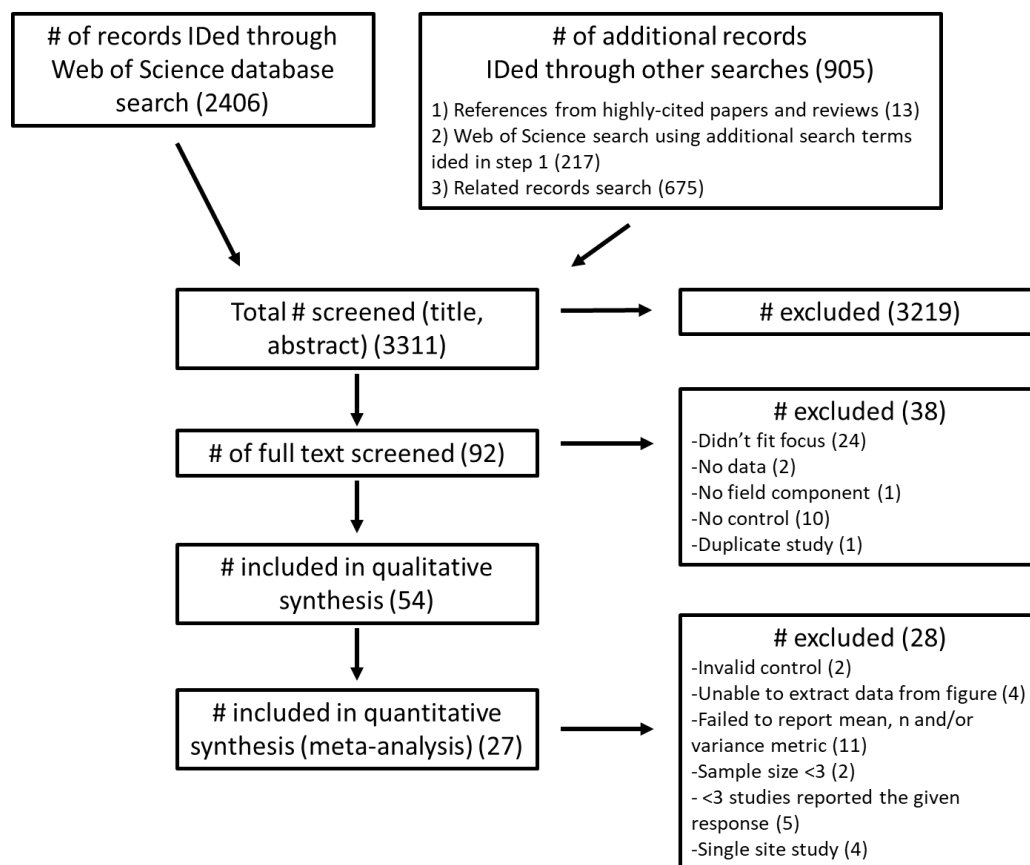 # of records IDed through
Web of Science database
search (2406)
# of additional records
IDed through other searches (905)
1) References from highly-cited papers and reviews (13)
2) Web of Science search using additional search terms
ided in step 1 (217)
3) Related records search (675)
Total # screened (title,
abstract) (3311)
# excluded (3219)
# of full text screened (92)
# excluded (38)
-Didn't fit focus (24)
-No data (2)
-No field component (1)
-No control (10)
-Duplicate study (1)
# included in qualitative
synthesis (54)
# included in quantitative
synthesis (meta-analysis) (27)
# excluded (28)
-Invalid control (2)
-Unable to extract data from figure (4)
-Failed to report mean, n and/or
variance metric (11)
-Sample size <3 (2)
- <3 studies reported the given
response (5)
-Single site study (4)